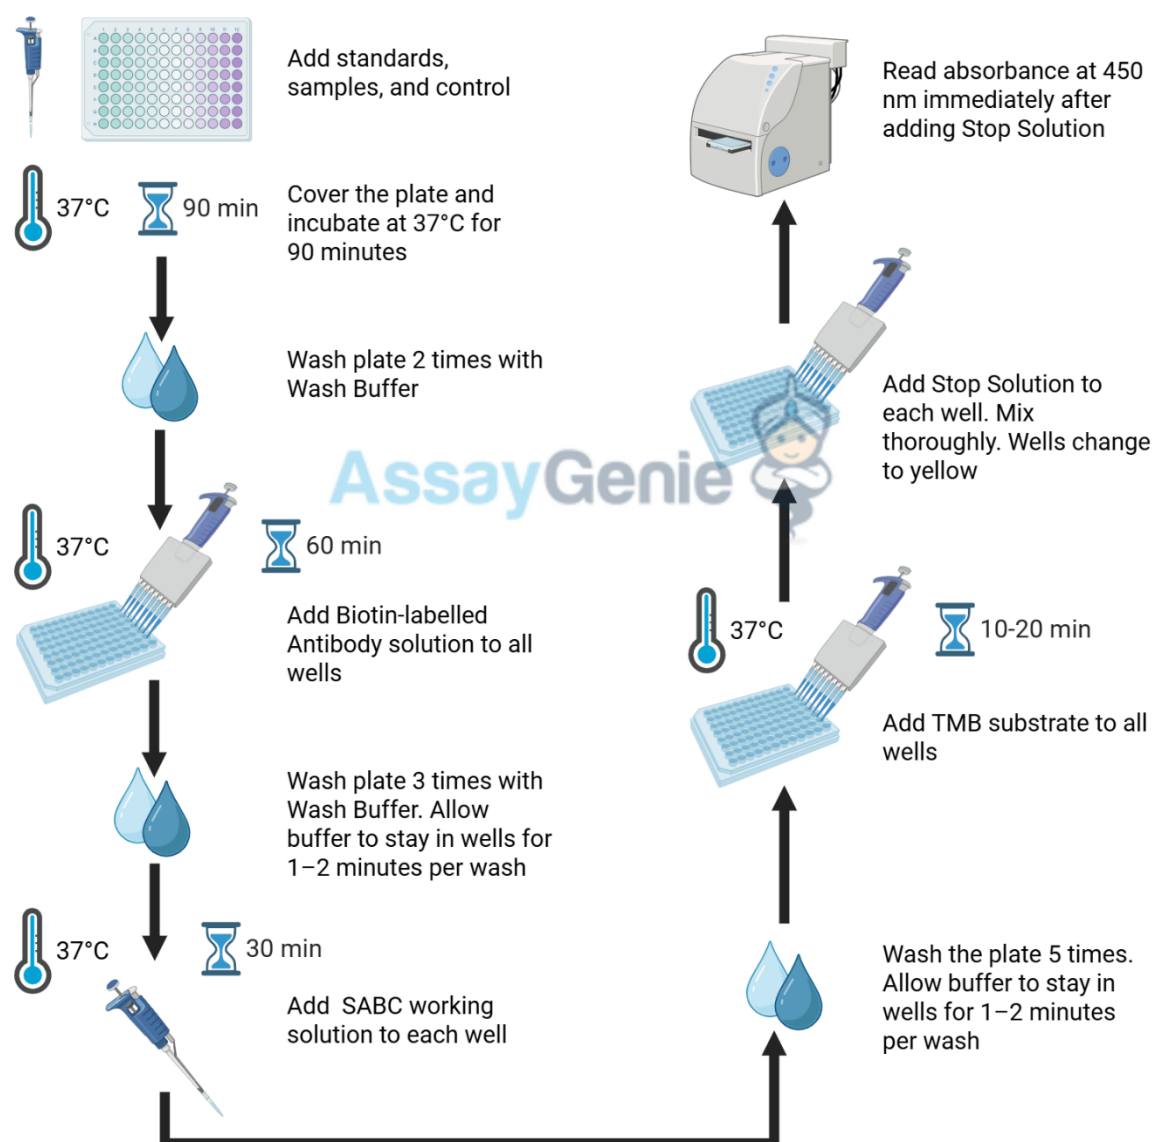 Add standards,
samples, and control
37°C
90 min
Cover the plate and
incubate at 37°C for
90 minutes
Wash plate 2 times with
Wash Buffer
37°C
60 min
Add Biotin-labelled
Antibody solution to all
wells
Wash plate 3 times with
Wash Buffer. Allow
buffer to stay in wells for
1–2 minutes per wash
37°C
30 min
Add SABC working
solution to each well
Wash the plate 5 times.
Allow buffer to stay in
wells for 1–2 minutes
per wash
37°C
10-20 min
Add TMB substrate to all
wells
Add Stop Solution to
each well. Mix
thoroughly. Wells change
to yellow
Read absorbance at 450
nm immediately after
adding Stop Solution
AssayGenie